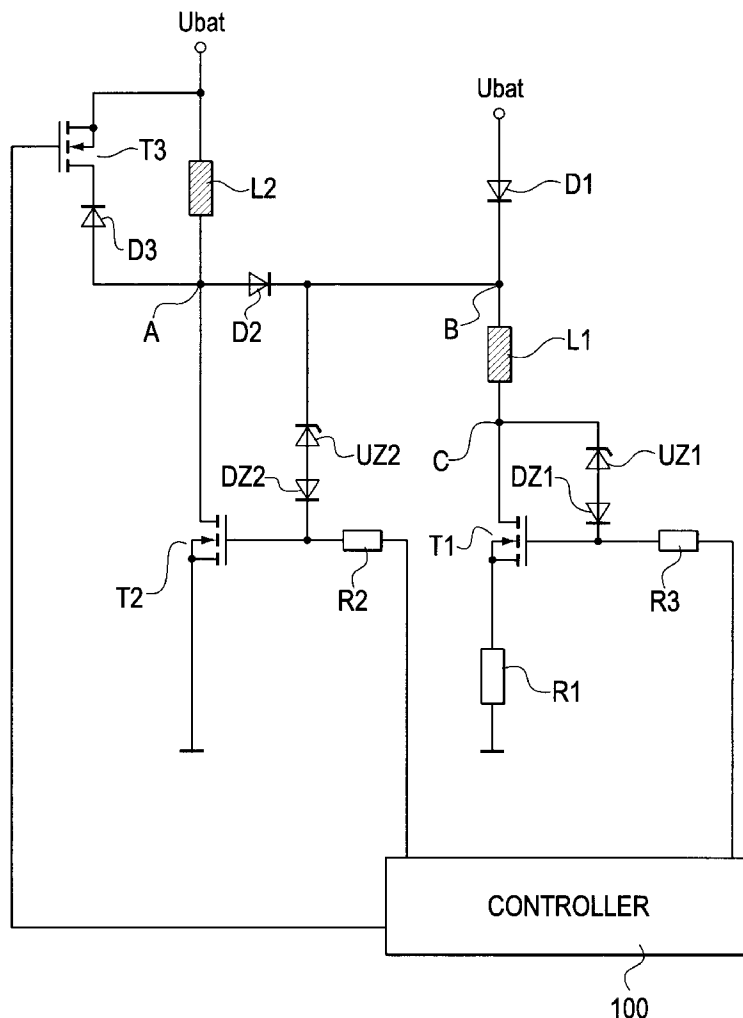 Ubat
Ubat
T3
L2
D1
D3
A
D2
B
L1
C
UZ2
DZ2
UZ1
DZ1
T1
T2
R2
R3
R1
CONTROLLER
100